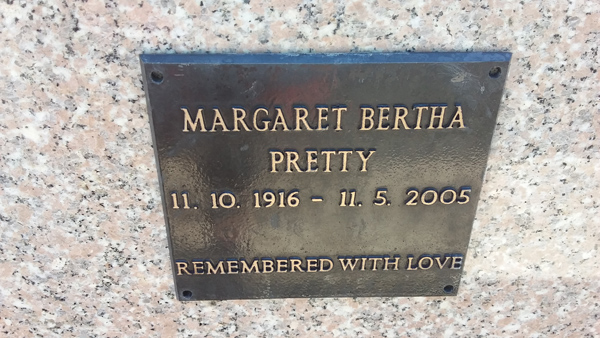 MARGARET BERTHA
PRETTY
11. 10. 1916 - 11. 5. 2005
REMEMBERED WITH LOVE